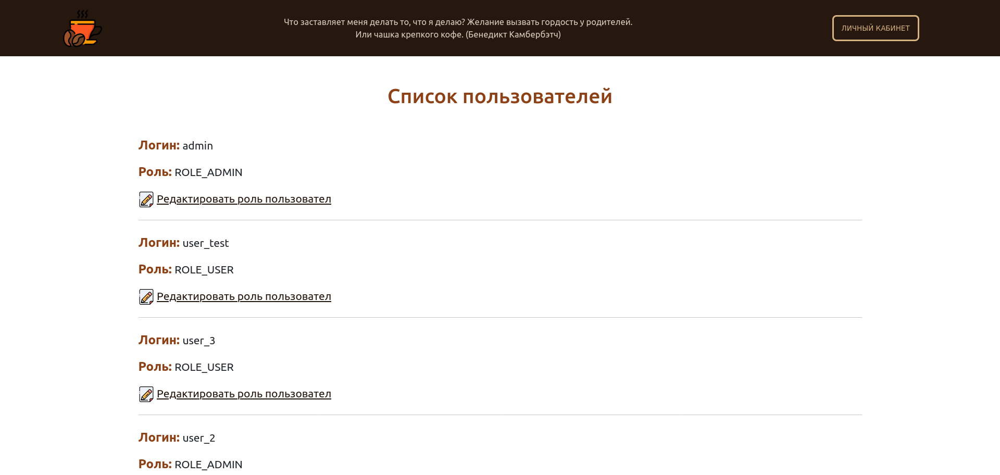 Что заставляет меня делать то, что я делаю? Желание вызвать гордость у родителей.
Или чашка крепкого кофе. (Бенедикт Камбербэтч)
ЛИЧНЫЙ КАБИНЕТ
Список пользователей
Логин: admin
Роль: ROLE_ADMIN
Редактировать роль пользовател
Логин: user_test
Роль: ROLE_USER
Редактировать роль пользовател
Логин: user_3
Роль: ROLE_USER
Редактировать роль пользовател
Логин: user_2
Роль: ROLE_ADMIN